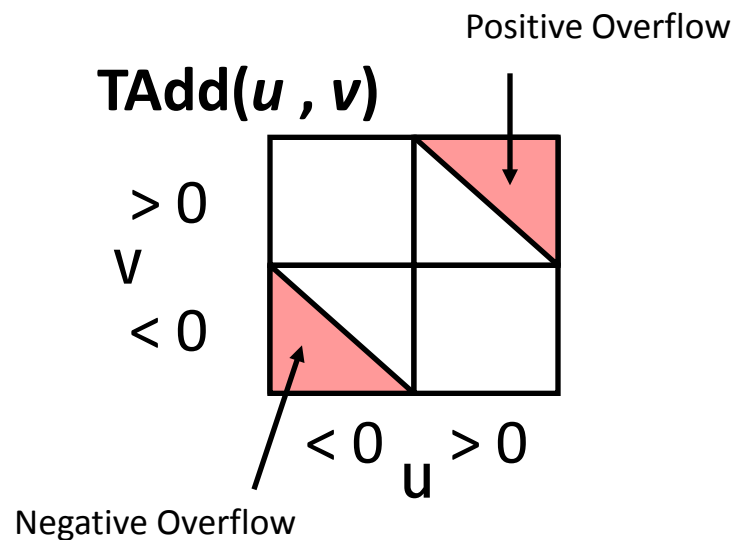 Positive Overflow
TAdd(u , v)
> 0
v
< 0
< 0 > 0
u
Negative Overflow